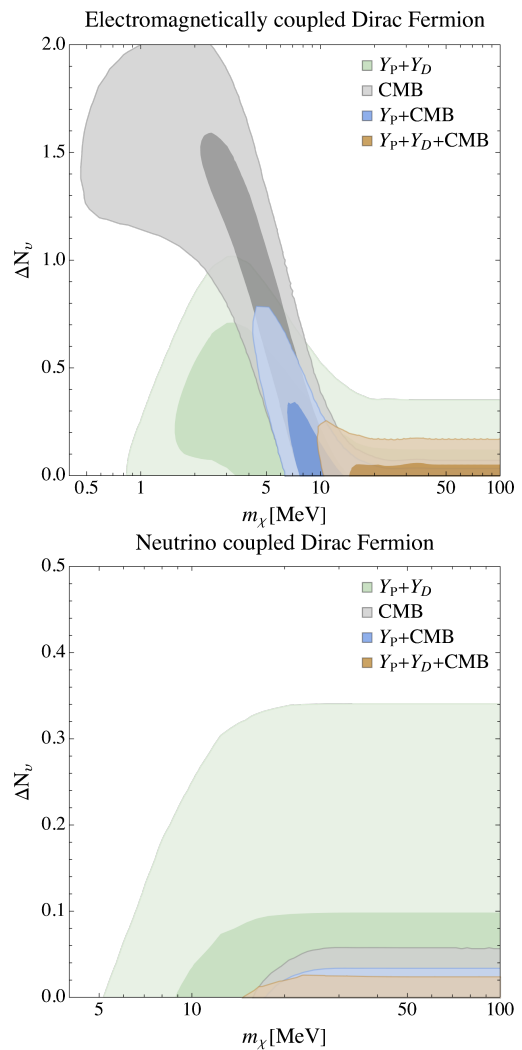 Electromagnetically coupled Dirac Fermion
2.0
1.5
1.0
0.5
0.0
ΔNᵥ
Y_P+Y_D
CMB
Y_P+CMB
Y_P+Y_D+CMB
0.5 1 5 10 50 100
m_χ[MeV]
Neutrino coupled Dirac Fermion
0.5
0.4
0.3
0.2
0.1
0.0
ΔNᵥ
Y_P+Y_D
CMB
Y_P+CMB
Y_P+Y_D+CMB
5 10 50 100
m_χ[MeV]